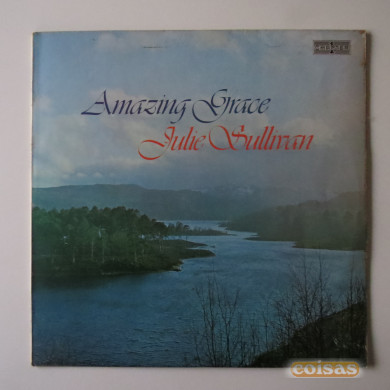 Amazing Grace
Julie Sullivan
coisas